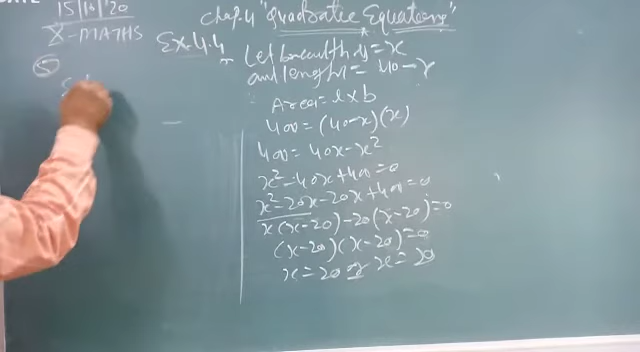 15/10/'20
X-MATHS
Chap. 4 "Quadratic Equations"
Ex. 4.4
(5)
Let breadth is = x
and length = 40-x
∴ Area = l x b
400 = (40-x)(x)
400 = 40x-x²
x²-40x+400=0
x²-20x-20x+400=0
x(x-20)-20(x-20)=0
(x-20)(x-20)=0
x=20 or x=20